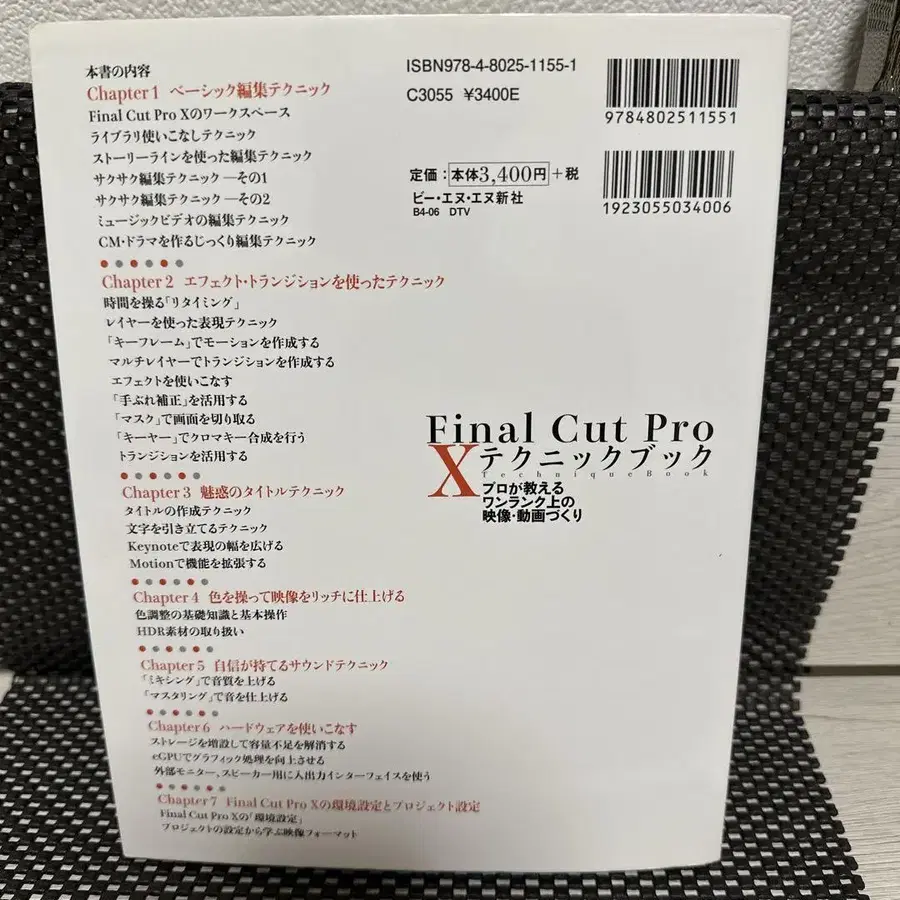 本書の内容
Chapter 1 ベーシック編集テクニック
Final Cut Pro Xのワークスペース
ライブラリ使いこなしテクニック
ストーリーラインを使った編集テクニック
サクサク編集テクニック―その1
サクサク編集テクニック―その2
ミュージックビデオの編集テクニック
CM・ドラマを作るじっくり編集テクニック
Chapter 2 エフェクト・トランジションを使ったテクニック
時間を操る「リタイミング」
レイヤーを使った表現テクニック
「キーフレーム」でモーションを作成する
マルチレイヤーでトランジションを作成する
エフェクトを使いこなす
「手ぶれ補正」を活用する
「マスク」で画面を切り取る
「キーヤー」でクロマキー合成を行う
トランジションを活用する
Chapter 3 魅惑のタイトルテクニック
タイトルの作成テクニック
文字を引き立てるテクニック
Keynoteで表現の幅を広げる
Motionで機能を拡張する
Chapter 4 色を操って映像をリッチに仕上げる
色調整の基礎知識と基本操作
HDR素材の取り扱い
Chapter 5 自信が持てるサウンドテクニック
「ミキシング」で音質を上げる
「マスタリング」で音を仕上げる
Chapter 6 ハードウェアを使いこなす
ストレージを増設して容量不足を解消する
eGPUでグラフィック処理を向上させる
外部モニター、スピーカー用に入出力インターフェイスを使う
Chapter 7 Final Cut Pro Xの環境設定とプロジェクト設定
Final Cut Pro Xの「環境設定」
プロジェクトの設定から学ぶ映像フォーマット
ISBN978-4-8025-1155-1
C3055 ¥3400E
9784802511551
定価:本体3,400円+税
ビー・エヌ・エヌ新社
B4-06 DTV
1923055034006
Final Cut Pro
X テクニックブック
TechniqueBook
プロが教える
ワンランク上の
映像・動画づくり